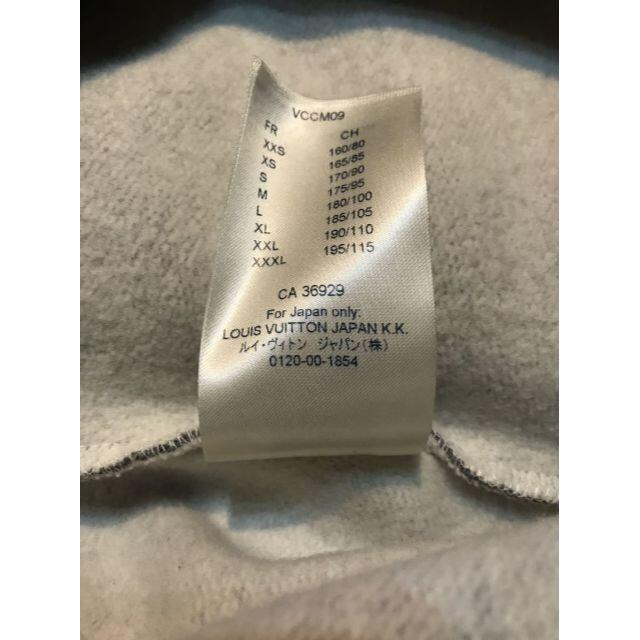 VCCM09
FR CH
XXS 160/80
XS 165/85
S 170/90
M 175/95
L 180/100
XL 185/105
XXL 190/110
XXXL 195/115
CA 36929
For Japan only:
LOUIS VUITTON JAPAN K.K.
ルイ・ヴィトン ジャパン(株)
0120-00-1854